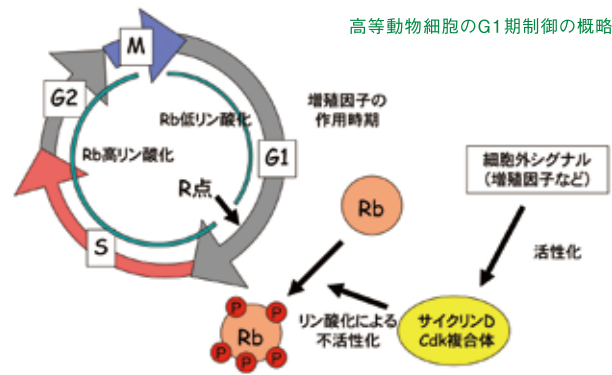 高等動物細胞のG1期制御の概略
M
G2
Rb低リン酸化
増殖因子の
作用時期
Rb高リン酸化
G1
細胞外シグナル
(増殖因子など)
R点
Rb
S
活性化
P
P
Rb
P
P
P
リン酸化による
不活性化
サイクリンD
Cdk複合体